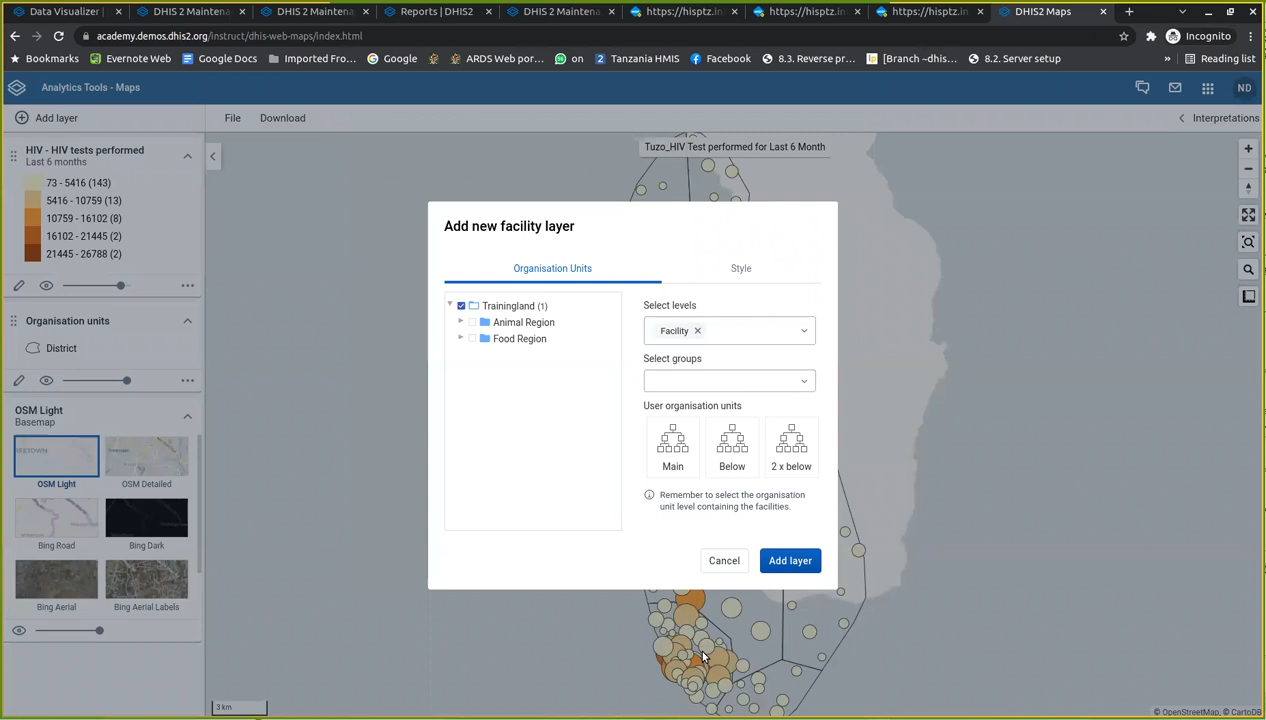 Data Visualizer
DHIS 2 Maintena
DHIS 2 Maintena
Reports | DHIS2
DHIS 2 Maintena
https://hisptz.in
https://hisptz.in
https://hisptz.in
DHIS2 Maps
academy.demos.dhis2.org/instruct/dhis-web-maps/index.html
Incognito
Bookmarks
Evernote Web
Google Docs
Imported Fro...
Google
ARDS Web por...
on
Tanzania HMIS
Facebook
8.3. Reverse pr...
[Branch –dhis...
8.2. Server setup
»
Reading list
Analytics Tools - Maps
ND
Add layer
File
Download
Interpretations
HIV - HIV tests performed
Last 6 months
73 - 5416 (143)
5416 - 10759 (13)
10759 - 16102 (8)
16102 - 21445 (2)
21445 - 26788 (2)
Organisation units
District
OSM Light
Basemap
OSM Light
OSM Detailed
Bing Road
Bing Dark
Bing Aerial
Bing Aerial Labels
Tuzo_HIV Test performed for Last 6 Month
Add new facility layer
Organisation Units
Style
Trainingland (1)
Animal Region
Food Region
Select levels
Facility
Select groups
User organisation units
Main
Below
2 x below
Remember to select the organisation
unit level containing the facilities.
Cancel
Add layer
3 km
© OpenStreetMap, © CartoDB